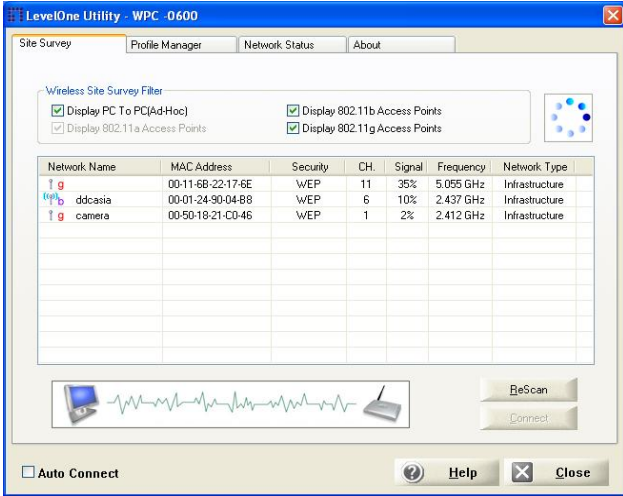 LevelOne Utility - WPC -0600
Site Survey Profile Manager Network Status About
Wireless Site Survey Filter
Display PC To PC(Ad-Hoc) Display 802.11b Access Points
Display 802.11a Access Points Display 802.11g Access Points
Network Name MAC Address Security CH. Signal Frequency Network Type
g 00-11-6B-22-17-6E WEP 11 35% 5.055 GHz Infrastructure
b ddcasia 00-01-24-90-04-B8 WEP 6 10% 2.437 GHz Infrastructure
g camera 00-50-18-21-C0-46 WEP 1 2% 2.412 GHz Infrastructure
ReScan
Connect
Auto Connect Help Close